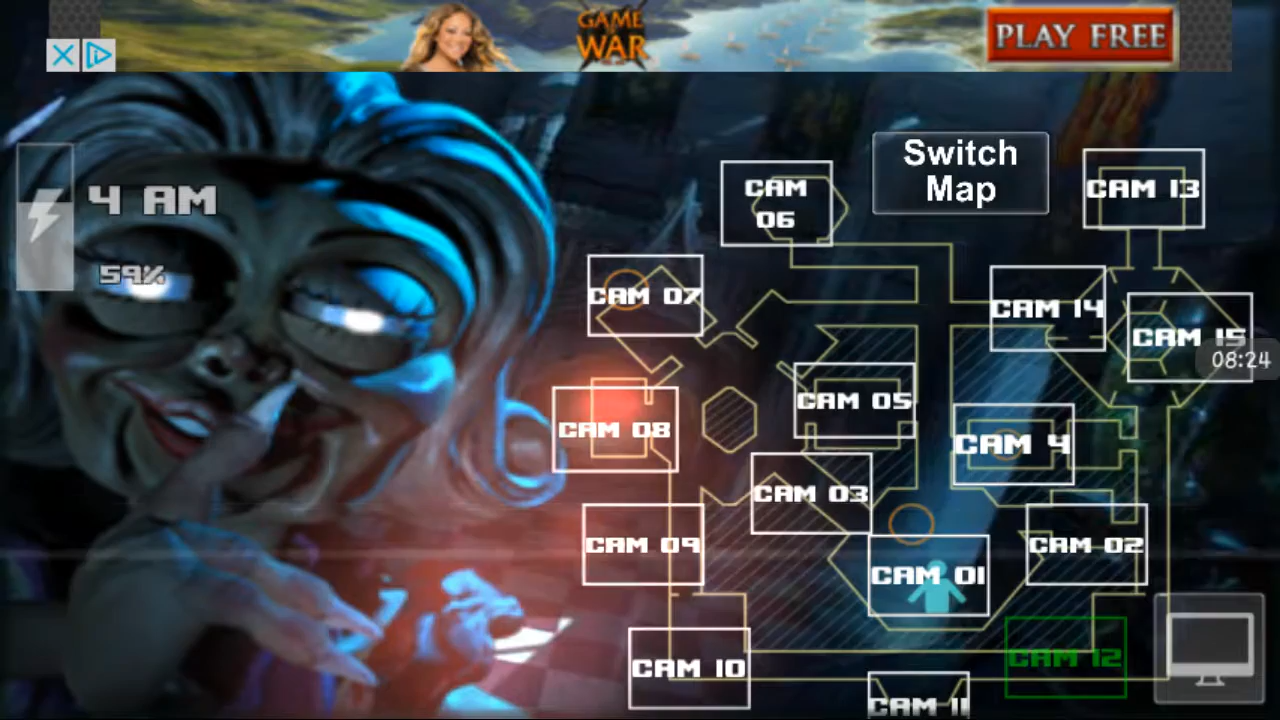 GAME
OF WAR
PLAY FREE
4 AM
59%
Switch
Map
CAM
06
CAM 13
CAM 07
CAM 14
CAM 15
08:24
CAM 05
CAM 08
CAM 4
CAM 03
CAM 09
CAM 02
CAM 01
CAM 12
CAM 10
CAM 11